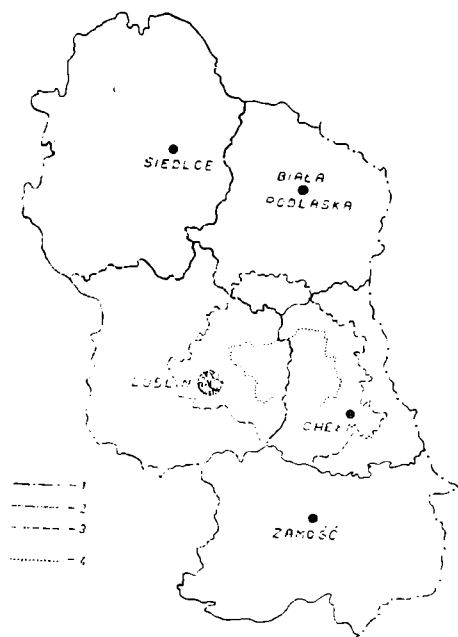 SIEDLCE
BIAŁA
PODLASKA
LUBLIN
CHEŁM
- 1
- 2
- 3
- 4
ZAMOŚĆ